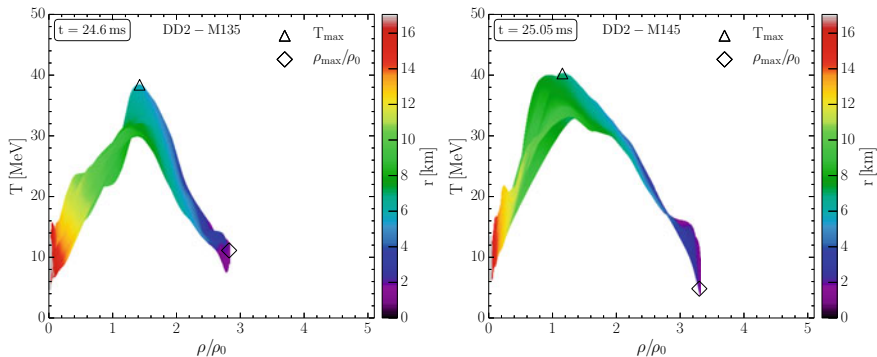 t = 24.6 ms
DD2 − M135
T_max
ρ_max/ρ_0
50
40
30
20
10
0
T [MeV]
0 1 2 3 4 5
ρ/ρ_0
16
14
12
10
8
6
4
2
0
r [km]
t = 25.05 ms
DD2 − M145
T_max
ρ_max/ρ_0
50
40
30
20
10
0
T [MeV]
0 1 2 3 4 5
ρ/ρ_0
16
14
12
10
8
6
4
2
0
r [km]